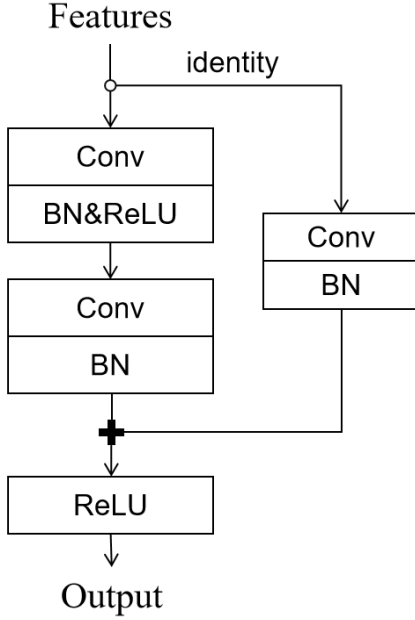 Features
identity
Conv
BN&ReLU
Conv
BN
Conv
BN
ReLU
Output